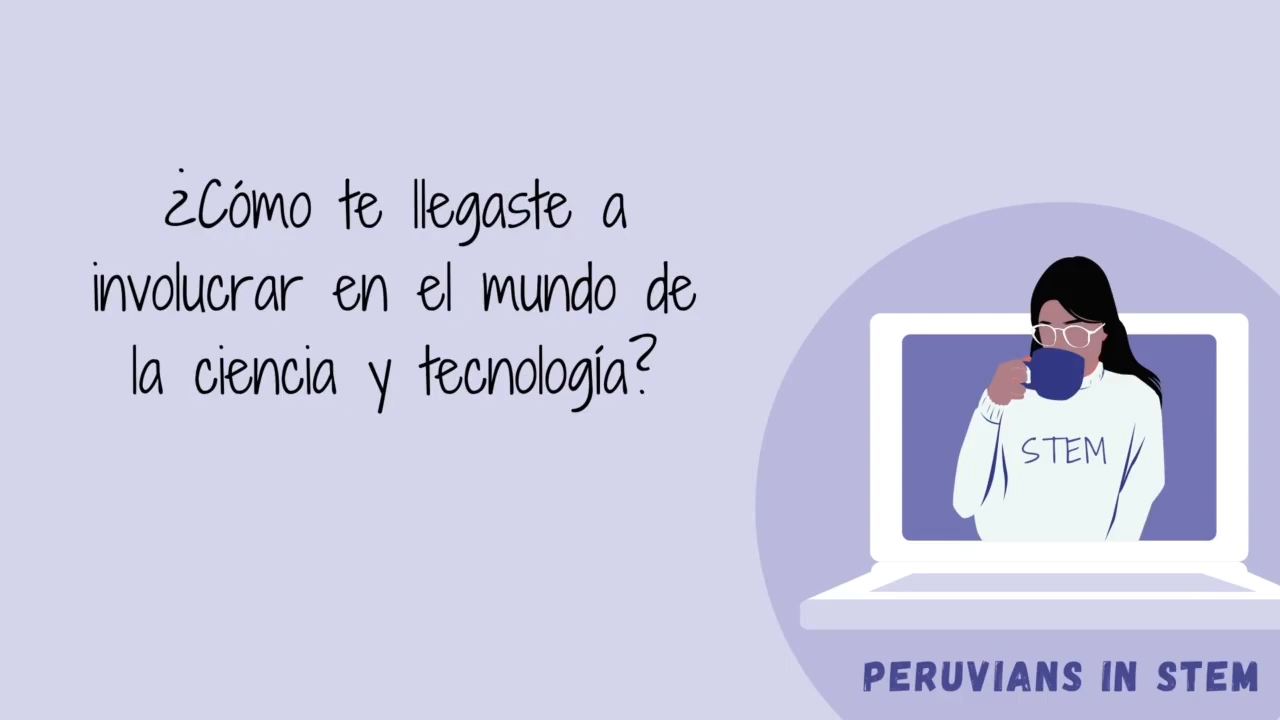 ¿Cómo te llegaste a
involucrar en el mundo de
la ciencia y tecnología?
STEM
PERUVIANS IN STEM